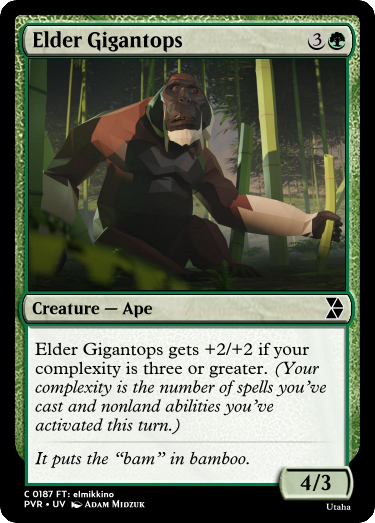 Elder Gigantops 3
Creature — Ape
Elder Gigantops gets +2/+2 if your
complexity is three or greater. (Your
complexity is the number of spells you've
cast and nonland abilities you've
activated this turn.)
It puts the “bam” in bamboo.
4/3
C 0187 FT: elmikkino
PVR • UV Adam Midzuk
Utaha